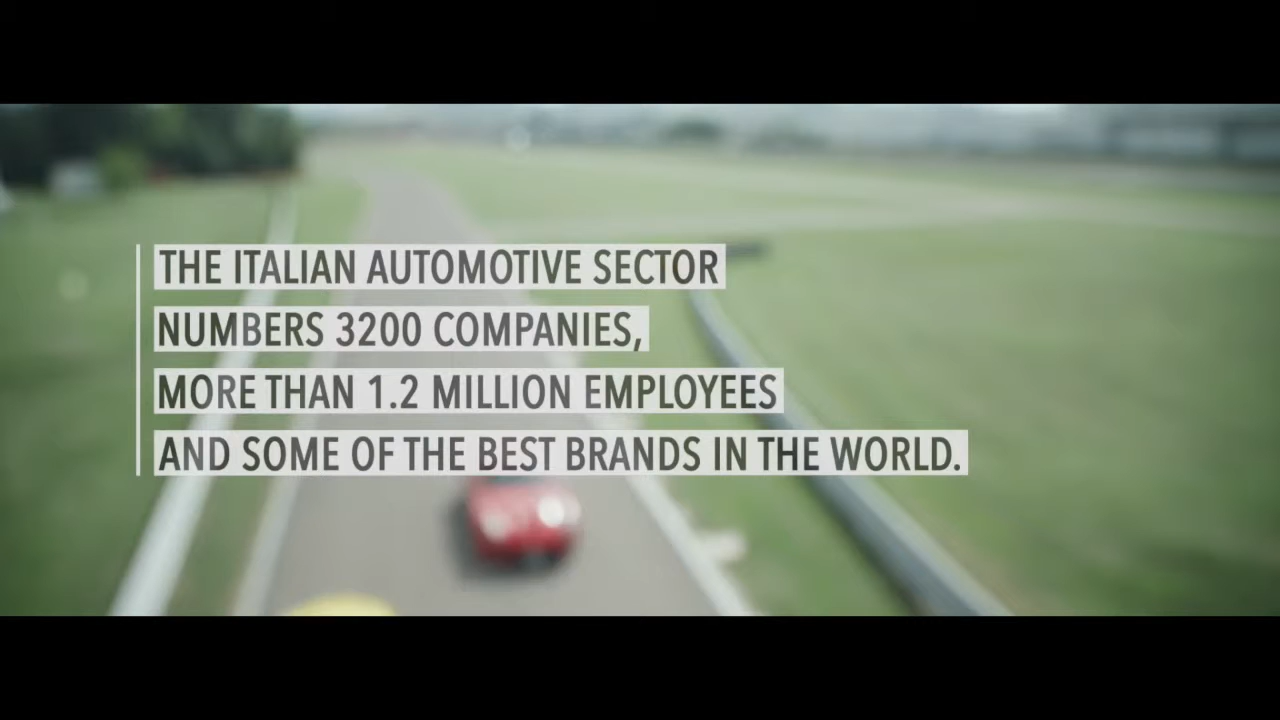 THE ITALIAN AUTOMOTIVE SECTOR
NUMBERS 3200 COMPANIES,
MORE THAN 1.2 MILLION EMPLOYEES
AND SOME OF THE BEST BRANDS IN THE WORLD.